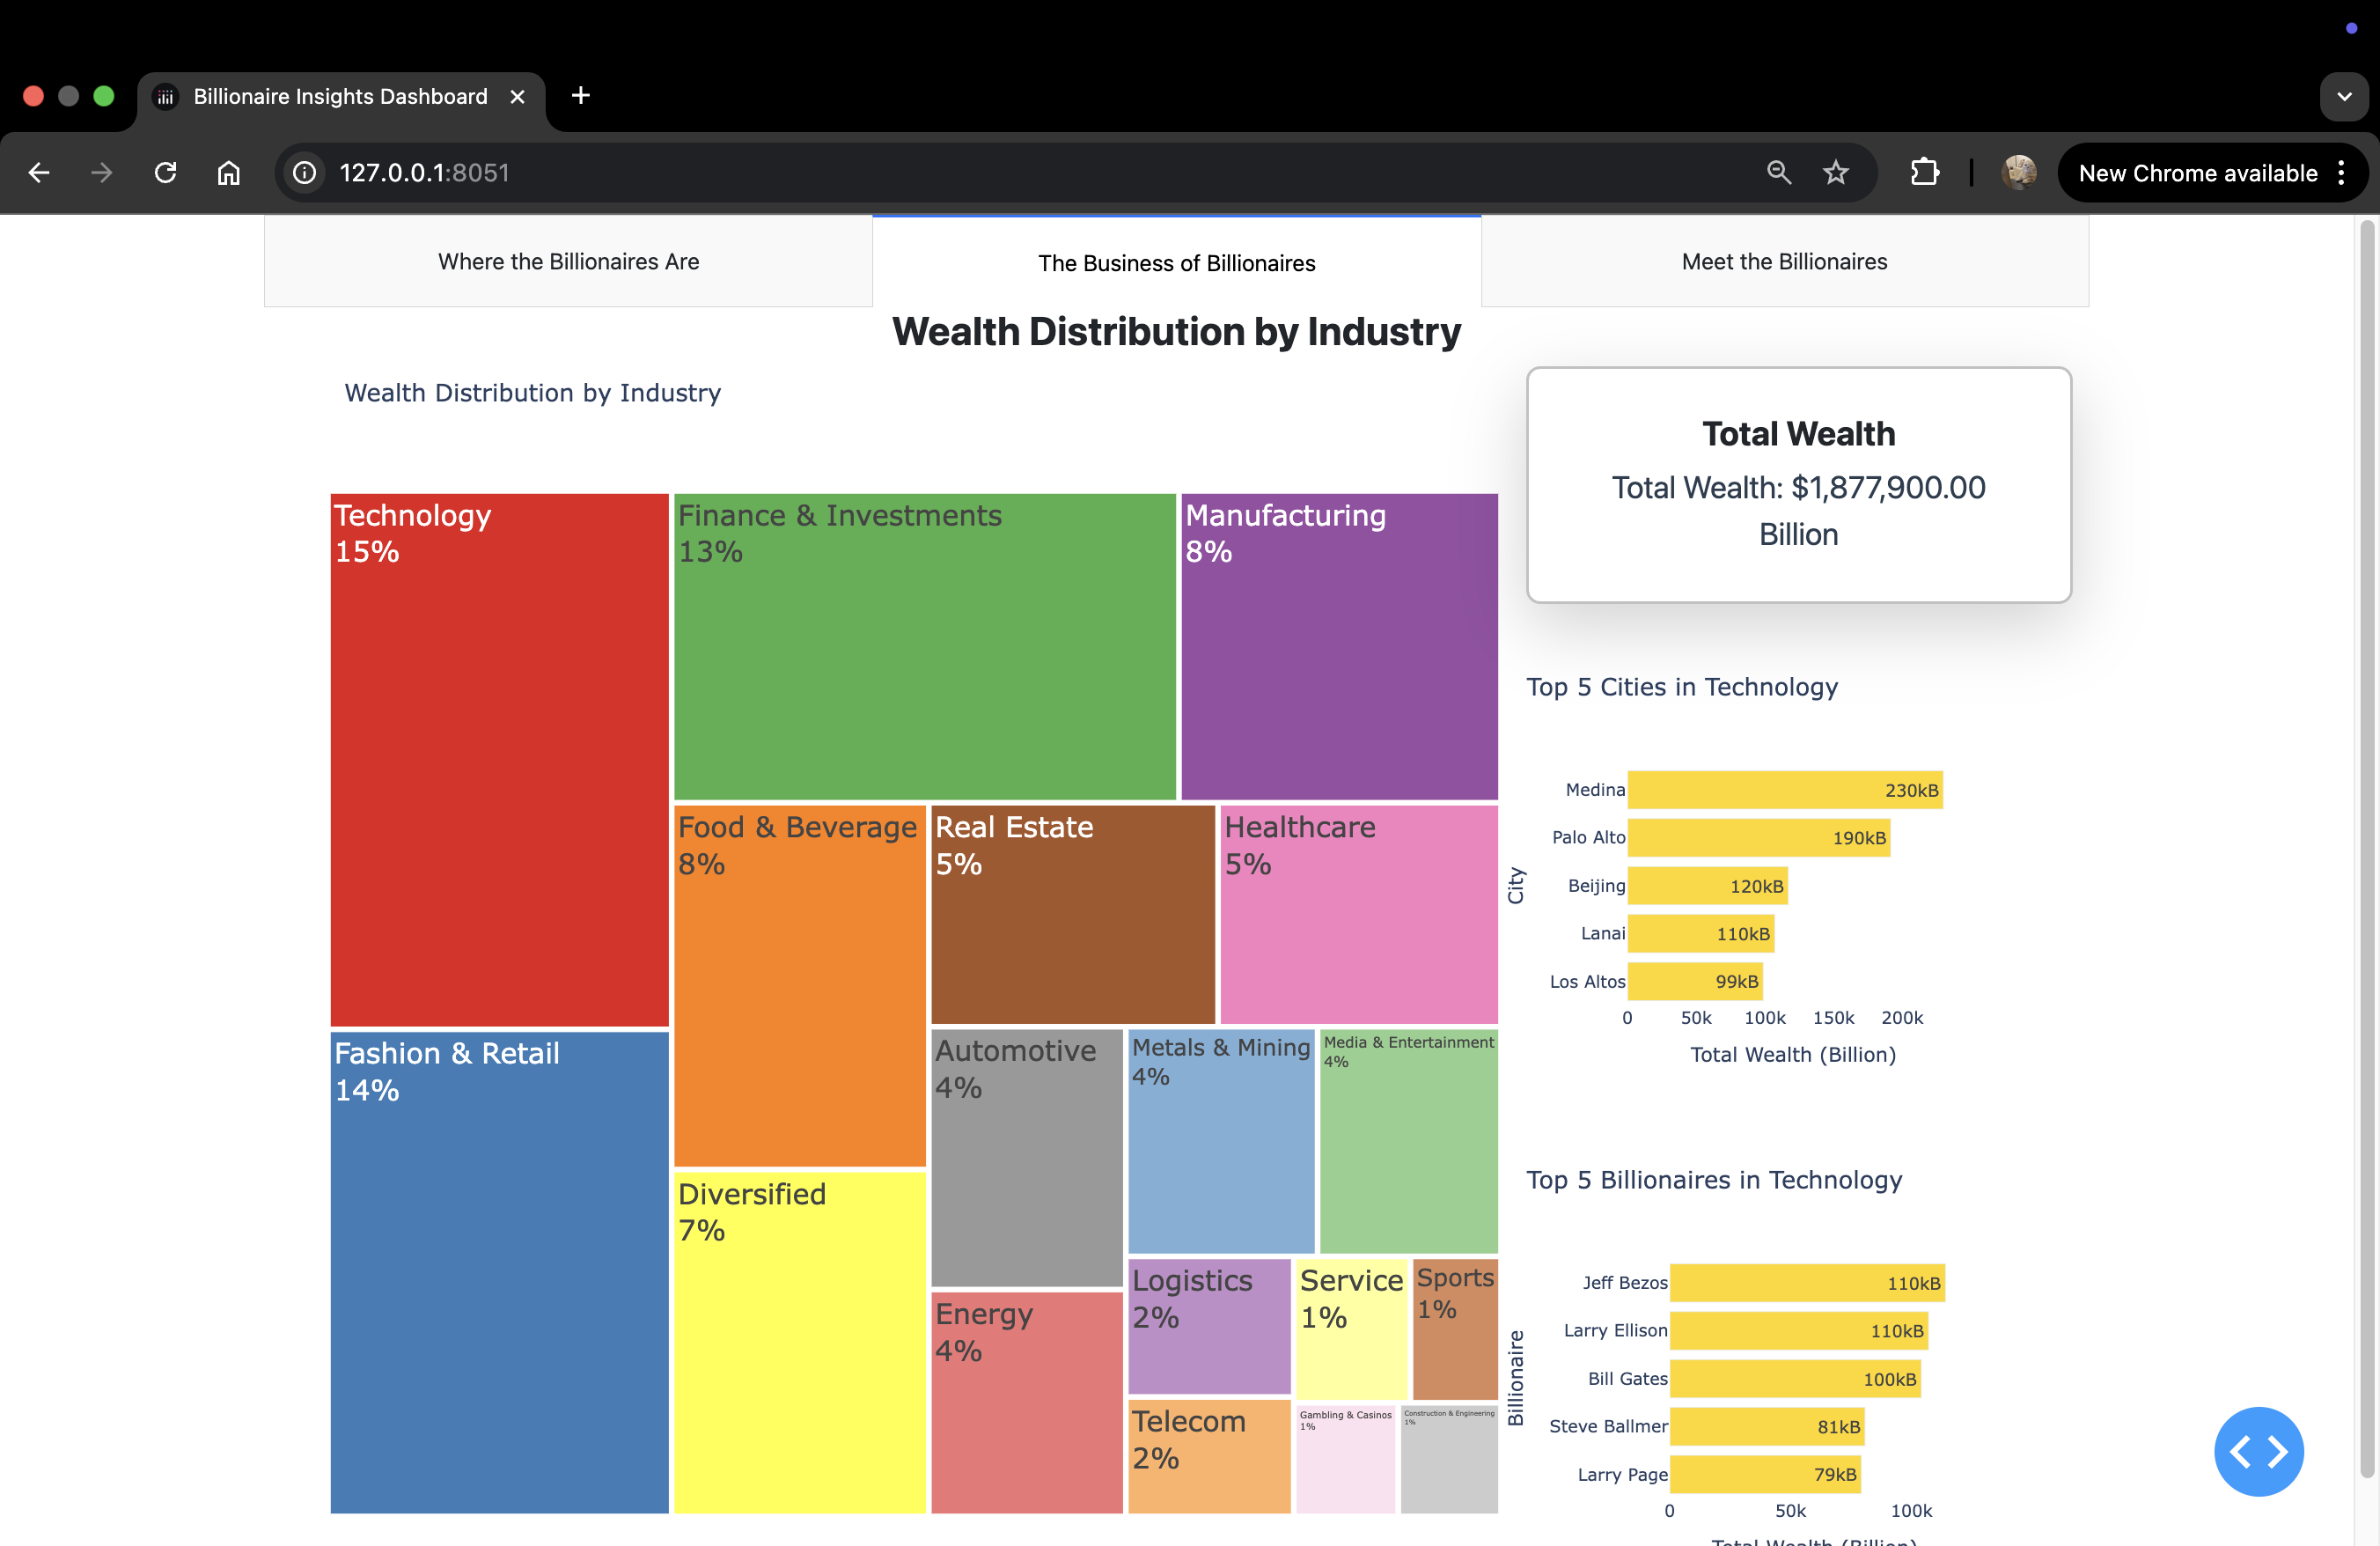 Billionaire Insights Dashboard
127.0.0.1:8051
New Chrome available
Where the Billionaires Are
The Business of Billionaires
Meet the Billionaires
Wealth Distribution by Industry
Wealth Distribution by Industry
Technology
15%
Finance & Investments
13%
Manufacturing
8%
Food & Beverage
8%
Real Estate
5%
Healthcare
5%
Fashion & Retail
14%
Automotive
4%
Metals & Mining
4%
Media & Entertainment
4%
Diversified
7%
Energy
4%
Logistics
2%
Service
1%
Sports
1%
Telecom
2%
Gambling & Casinos
1%
Construction & Engineering
1%
Total Wealth
Total Wealth: $1,877,900.00
Billion
Top 5 Cities in Technology
City
Medina
230kB
Palo Alto
190kB
Beijing
120kB
Lanai
110kB
Los Altos
99kB
0
50k
100k
150k
200k
Total Wealth (Billion)
Top 5 Billionaires in Technology
Billionaire
Jeff Bezos
110kB
Larry Ellison
110kB
Bill Gates
100kB
Steve Ballmer
81kB
Larry Page
79kB
0
50k
100k
Total Wealth (Billion)